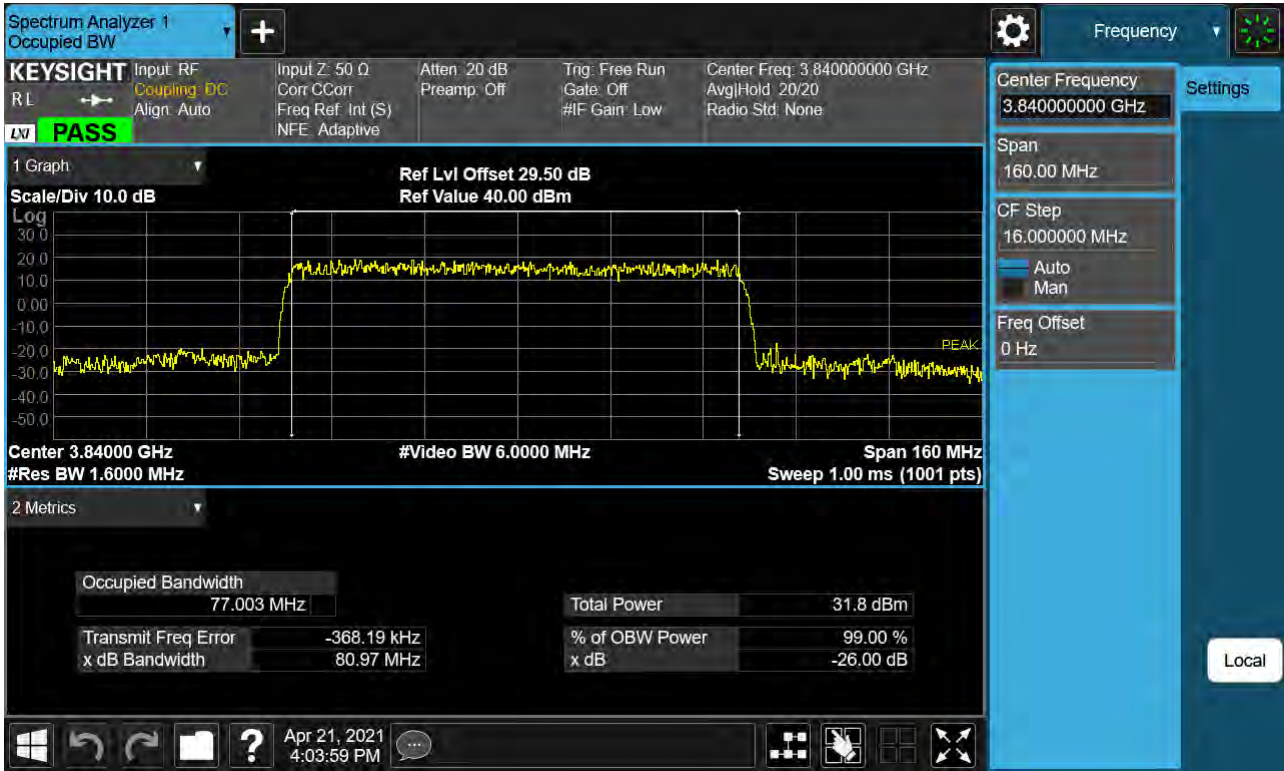 Spectrum Analyzer 1
Occupied BW
+
Frequency
KEYSIGHT
RL
LXI
PASS
Input: RF
Coupling: DC
Align: Auto
Input Z: 50 Ω
Corr CCorr
Freq Ref: Int (S)
NFE: Adaptive
Atten: 20 dB
Preamp: Off
Trig: Free Run
Gate: Off
#IF Gain: Low
Center Freq: 3.840000000 GHz
Avg|Hold: 20/20
Radio Std: None
Center Frequency
3.840000000 GHz
Settings
Span
160.00 MHz
CF Step
16.000000 MHz
Auto
Man
Freq Offset
0 Hz
Local
1 Graph
Scale/Div 10.0 dB
Ref Lvl Offset 29.50 dB
Ref Value 40.00 dBm
Log
30.0
20.0
10.0
0.00
-10.0
-20.0
-30.0
-40.0
-50.0
PEAK
Center 3.84000 GHz
#Video BW 6.0000 MHz
Span 160 MHz
#Res BW 1.6000 MHz
Sweep 1.00 ms (1001 pts)
2 Metrics
Occupied Bandwidth
77.003 MHz
Total Power 31.8 dBm
Transmit Freq Error -368.19 kHz
% of OBW Power 99.00 %
x dB Bandwidth 80.97 MHz
x dB -26.00 dB
?
Apr 21, 2021
4:03:59 PM